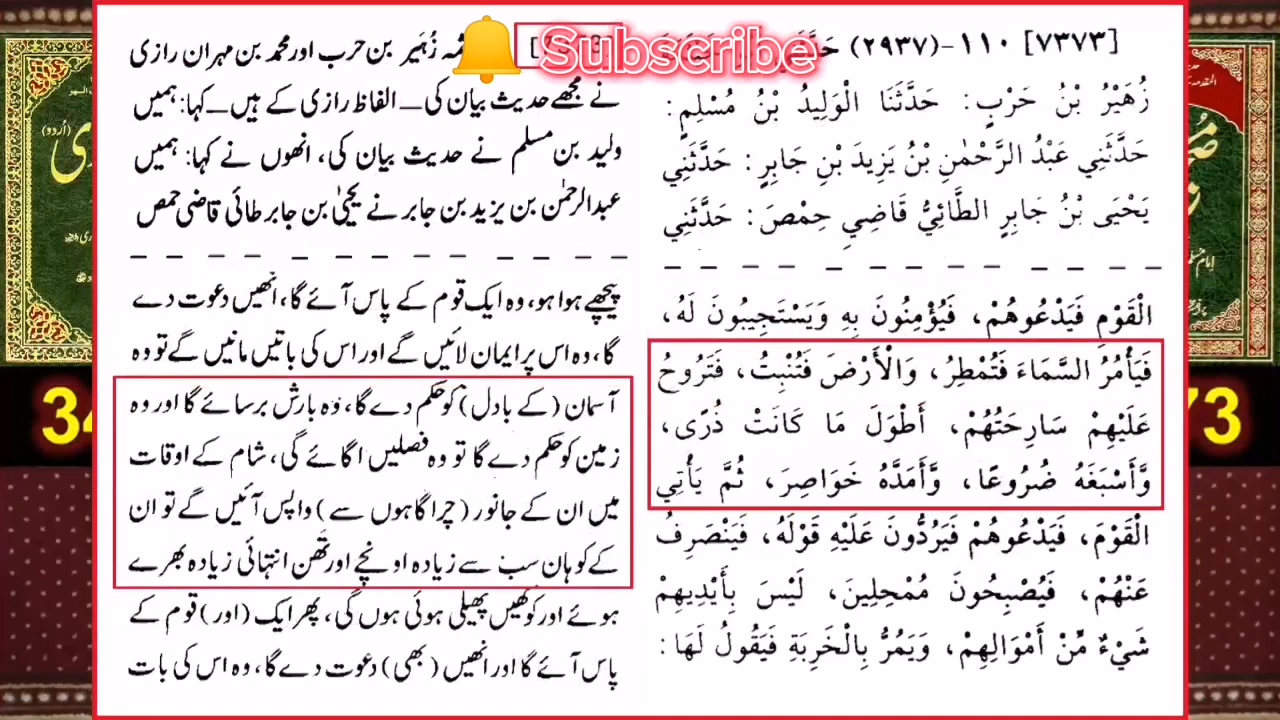 [۷۳۷۳] ۱۱۰-(۲۹۳۷)
زُهَيْرُ بْنُ حَرْبٍ: حَدَّثَنَا الْوَلِيدُ بْنُ مُسْلِمٍ:
حَدَّثَنِي عَبْدُ الرَّحْمٰنِ بْنُ يَزِيدَ بْنِ جَابِرٍ: حَدَّثَنِي
يَحْيَى بْنُ جَابِرٍ الطَّائِيُّ قَاضِي حِمْصَ: حَدَّثَنِي
الْقَوْمِ فَيَدْعُوهُمْ، فَيُؤْمِنُونَ بِهِ وَيَسْتَجِيبُونَ لَهُ،
فَيَأْمُرُ السَّمَاءَ فَتُمْطِرُ، وَالْأَرْضَ فَتُنْبِتُ، فَتَرُوحُ
عَلَيْهِمْ سَارِحَتُهُمْ، أَطْوَلَ مَا كَانَتْ ذُرًى،
وَّأَسْبَغَهُ ضُرُوعًا، وَّأَمَدَّهُ خَوَاصِرَ، ثُمَّ يَأْتِي
الْقَوْمَ، فَيَدْعُوهُمْ فَيَرُدُّونَ عَلَيْهِ قَوْلَهُ، فَيَنْصَرِفُ
عَنْهُمْ، فَيُصْبِحُونَ مُمْحِلِينَ، لَيْسَ بِأَيْدِيهِمْ
شَيْءٌ مِّنْ أَمْوَالِهِمْ، وَيَمُرُّ بِالْخَرِبَةِ فَيَقُولُ لَهَا:
Subscribe
زُہَیر بن حرب اور محمد بن مہران رازی
نے مجھے حدیث بیان کی۔ الفاظ رازی کے ہیں۔ کہا: ہمیں
ولید بن مسلم نے حدیث بیان کی، انھوں نے کہا: ہمیں
عبدالرحمٰن بن یزید بن جابر نے یحییٰ بن جابر طائی قاضی حمص
پیچھے ہوا ہو، وہ ایک قوم کے پاس آئے گا، انھیں دعوت دے
گا، وہ اس پر ایمان لائیں گے اور اس کی باتیں مانیں گے تو وہ
آسمان (کے بادل) کو حکم دے گا، وہ بارش برسائے گا اور وہ
زمین کو حکم دے گا تو وہ فصلیں اگائے گی، شام کے اوقات
میں ان کے جانور (چراگاہوں سے) واپس آئیں گے تو ان
کے کوہان سب سے زیادہ اونچے اور تھن انتہائی زیادہ بھرے
ہوئے اور کوکھیں پھیلی ہوئی ہوں گی، پھر ایک (اور) قوم کے
پاس آئے گا اور انھیں (بھی) دعوت دے گا، وہ اس کی بات
34
73